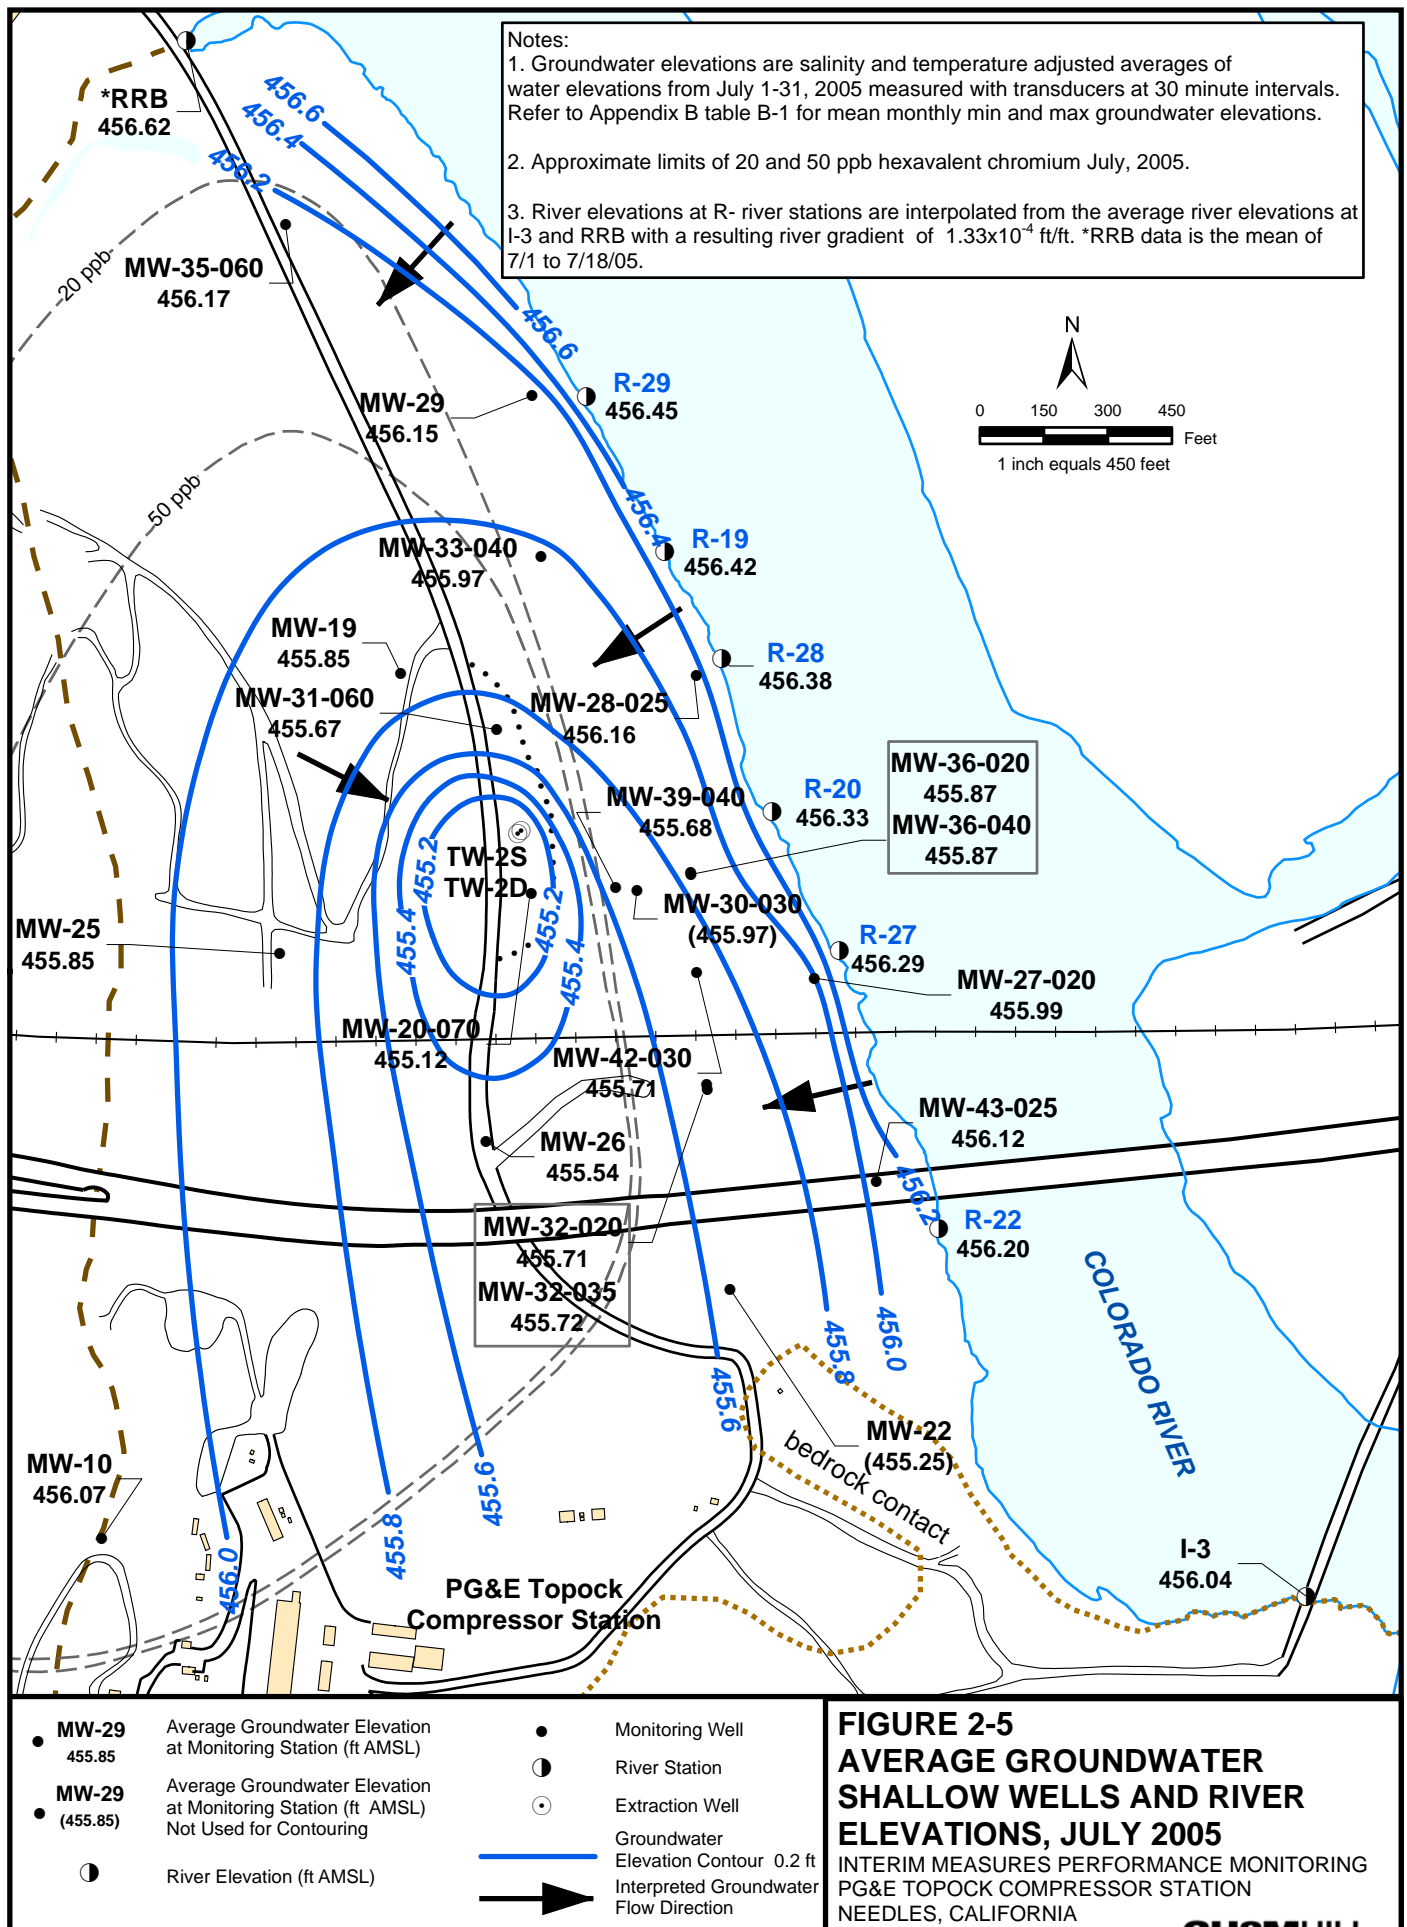 Notes:
1. Groundwater elevations are salinity and temperature adjusted averages of
water elevations from July 1-31, 2005 measured with transducers at 30 minute intervals.
Refer to Appendix B table B-1 for mean monthly min and max groundwater elevations.
2. Approximate limits of 20 and 50 ppb hexavalent chromium July, 2005.
3. River elevations at R- river stations are interpolated from the average river elevations at
I-3 and RRB with a resulting river gradient of 1.33x10-4 ft/ft. *RRB data is the mean of
7/1 to 7/18/05.
*RRB
456.62
456.6
456.4
456.2
MW-35-060
456.17
20 ppb
456.6
N
0 150 300 450
Feet
1 inch equals 450 feet
R-29
456.45
MW-29
456.15
50 ppb
456.4
R-19
456.42
MW-33-040
455.97
MW-19
455.85
R-28
456.38
MW-31-060
455.67
MW-28-025
456.16
MW-36-020
455.87
MW-36-040
455.87
R-20
456.33
MW-39-040
455.68
TW-2S
TW-2D
455.2
455.2
455.4
455.4
MW-30-030
(455.97)
MW-25
455.85
R-27
456.29
MW-27-020
455.99
MW-20-070
455.12
MW-42-030
455.71
MW-43-025
456.12
MW-26
455.54
456.2
R-22
456.20
MW-32-020
455.71
MW-32-035
455.72
COLORADO RIVER
455.8
456.0
455.6
MW-22
(455.25)
bedrock contact
MW-10
456.07
455.6
455.8
456.0
I-3
456.04
PG&E Topock
Compressor Station
MW-29
455.85
Average Groundwater Elevation
at Monitoring Station (ft AMSL)
MW-29
(455.85)
Average Groundwater Elevation
at Monitoring Station (ft AMSL)
Not Used for Contouring
River Elevation (ft AMSL)
Monitoring Well
River Station
Extraction Well
Groundwater
Elevation Contour 0.2 ft
Interpreted Groundwater
Flow Direction
FIGURE 2-5
AVERAGE GROUNDWATER
SHALLOW WELLS AND RIVER
ELEVATIONS, JULY 2005
INTERIM MEASURES PERFORMANCE MONITORING
PG&E TOPOCK COMPRESSOR STATION
NEEDLES, CALIFORNIA